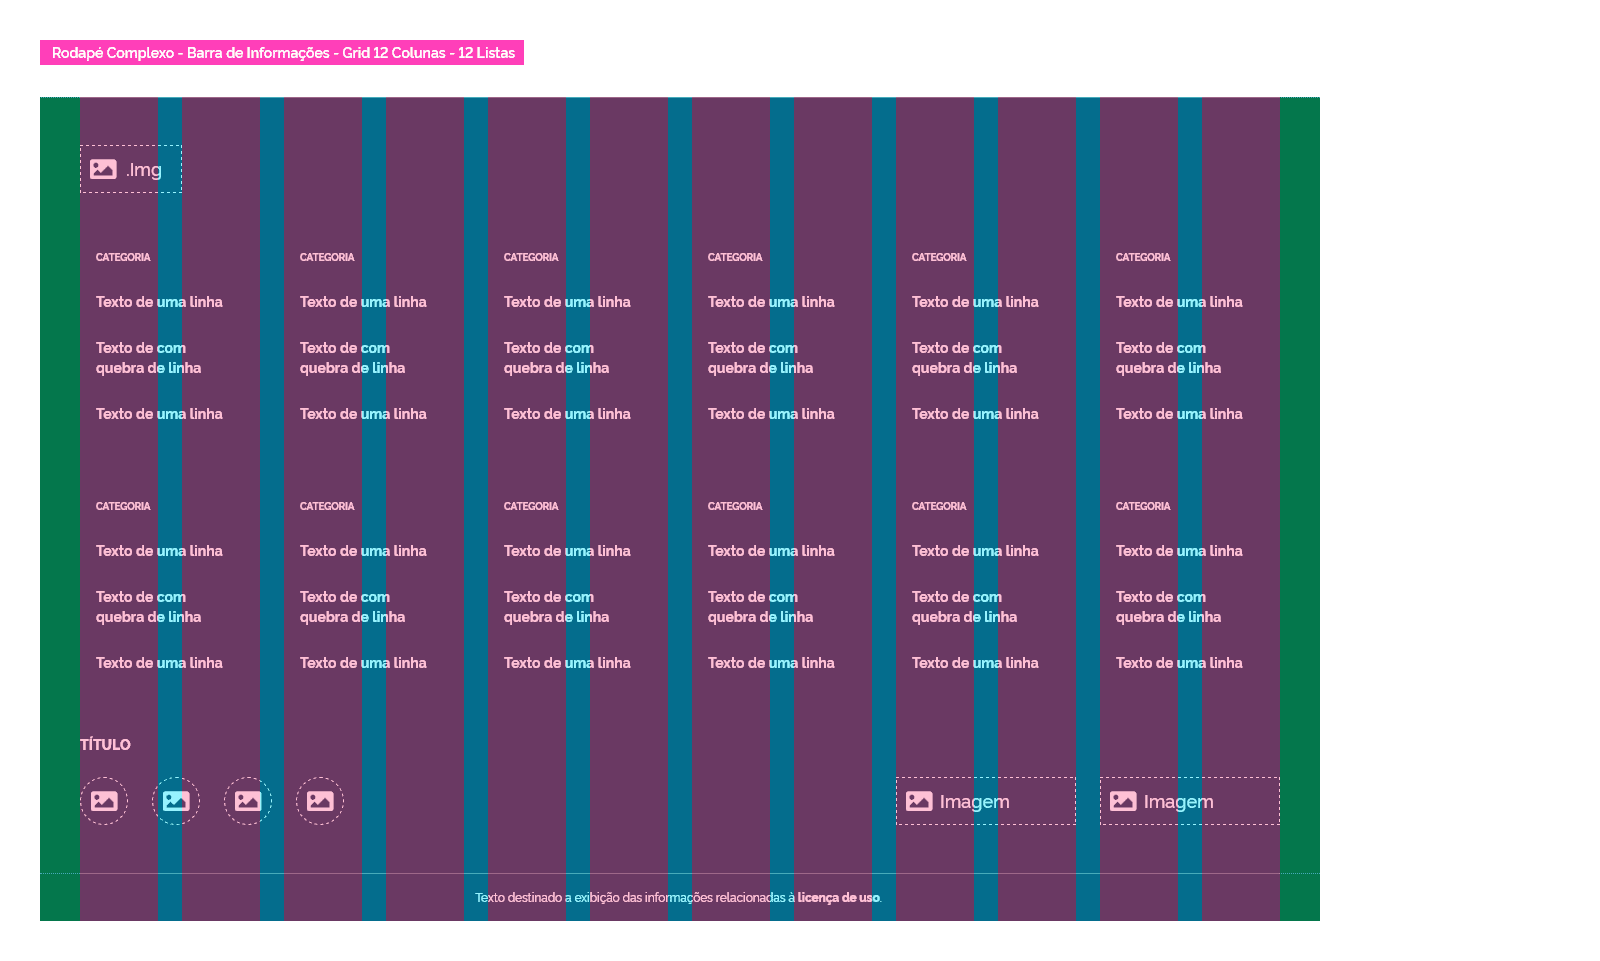 Rodapé Complexo - Barra de Informações - Grid 12 Colunas - 12 Listas
.Img
CATEGORIA CATEGORIA CATEGORIA CATEGORIA CATEGORIA CATEGORIA
Texto de uma linha Texto de uma linha Texto de uma linha Texto de uma linha Texto de uma linha Texto de uma linha
Texto de com Texto de com Texto de com Texto de com Texto de com Texto de com
quebra de linha quebra de linha quebra de linha quebra de linha quebra de linha quebra de linha
Texto de uma linha Texto de uma linha Texto de uma linha Texto de uma linha Texto de uma linha Texto de uma linha
CATEGORIA CATEGORIA CATEGORIA CATEGORIA CATEGORIA CATEGORIA
Texto de uma linha Texto de uma linha Texto de uma linha Texto de uma linha Texto de uma linha Texto de uma linha
Texto de com Texto de com Texto de com Texto de com Texto de com Texto de com
quebra de linha quebra de linha quebra de linha quebra de linha quebra de linha quebra de linha
Texto de uma linha Texto de uma linha Texto de uma linha Texto de uma linha Texto de uma linha Texto de uma linha
TÍTULO
Imagem Imagem
Texto destinado a exibição das informações relacionadas à licença de uso.